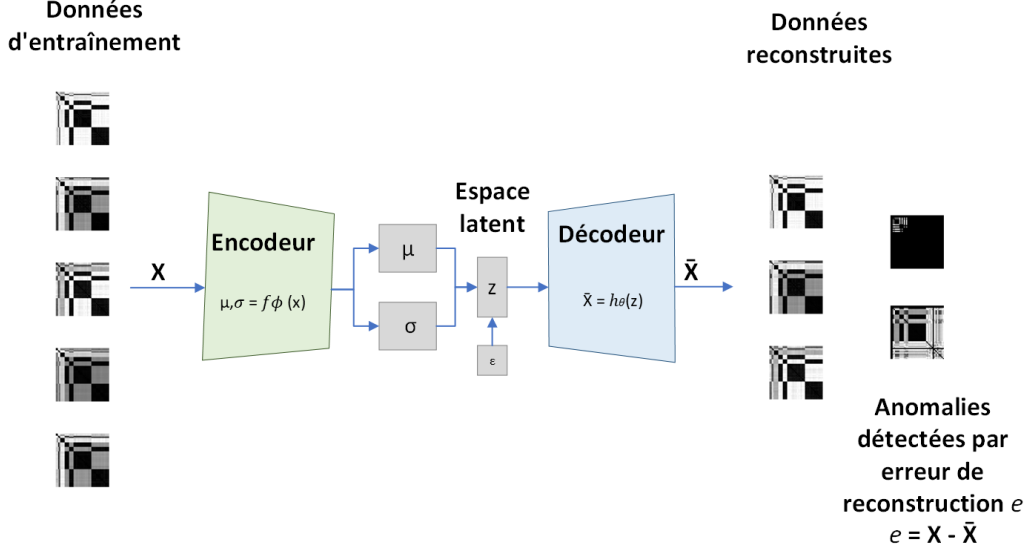 Données
d'entraînement
X
Encodeur
μ,σ = fϕ (x)
μ
σ
Espace
latent
z
ε
Décodeur
X̄ = hθ(z)
X̄
Données
reconstruites
Anomalies
détectées par
erreur de
reconstruction e
e = X - X̄